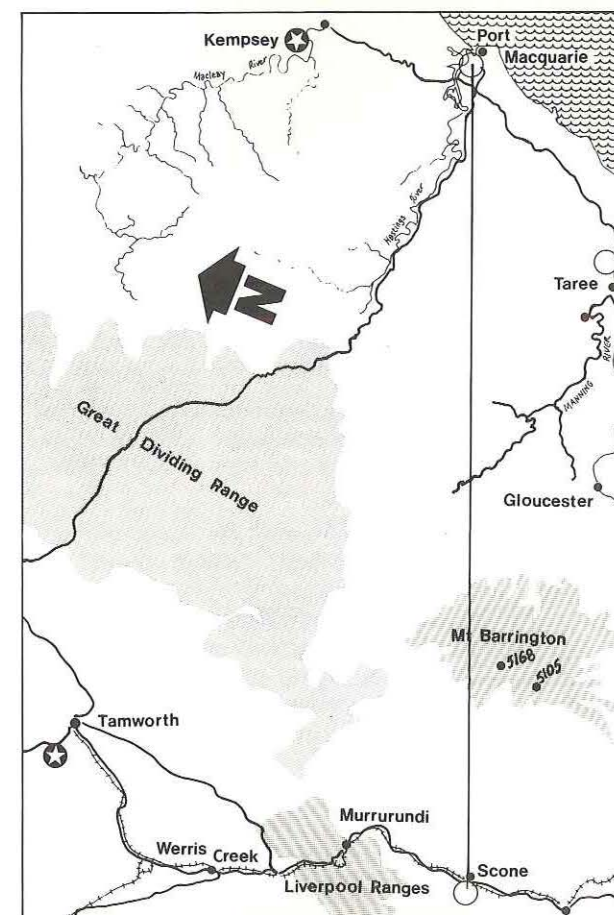 Kempsey
Port
Macquarie
Macleay
River
Hastings
River
N
Taree
MANNING
RIVER
Great Dividing Range
Gloucester
Mt Barrington
5168
5105
Tamworth
Murrurundi
Werris Creek
Liverpool Ranges
Scone